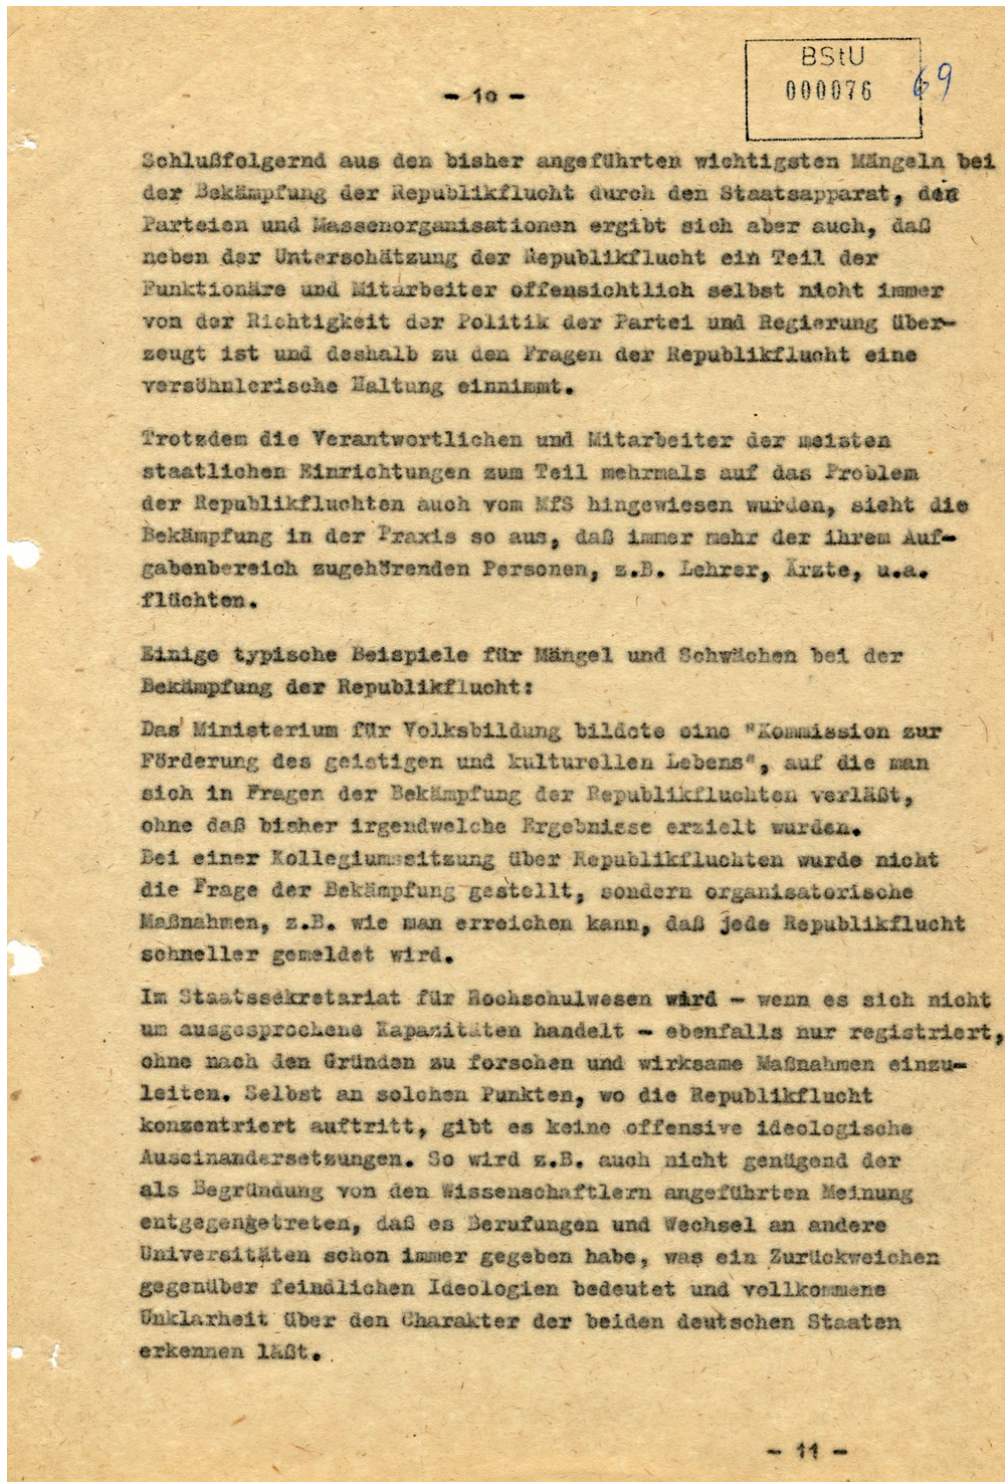 BStU
000076
69
- 10 -
Schlußfolgernd aus den bisher angeführten wichtigsten Mängeln bei
der Bekämpfung der Republikflucht durch den Staatsapparat, den
Parteien und Massenorganisationen ergibt sich aber auch, daß
neben der Unterschätzung der Republikflucht ein Teil der
Funktionäre und Mitarbeiter offensichtlich selbst nicht immer
von der Richtigkeit der Politik der Partei und Regierung über-
zeugt ist und deshalb zu den Fragen der Republikflucht eine
versöhnlerische Haltung einnimmt.
Trotzdem die Verantwortlichen und Mitarbeiter der meisten
staatlichen Einrichtungen zum Teil mehrmals auf das Problem
der Republikfluchten auch vom MfS hingewiesen wurden, sieht die
Bekämpfung in der Praxis so aus, daß immer mehr der ihrem Auf-
gabenbereich zugehörenden Personen, z.B. Lehrer, Ärzte, u.a.
flüchten.
Einige typische Beispiele für Mängel und Schwächen bei der
Bekämpfung der Republikflucht:
Das Ministerium für Volksbildung bildete eine "Kommission zur
Förderung des geistigen und kulturellen Lebens", auf die man
sich in Fragen der Bekämpfung der Republikfluchten verläßt,
ohne daß bisher irgendwelche Ergebnisse erzielt wurden.
Bei einer Kollegiumssitzung über Republikfluchten wurde nicht
die Frage der Bekämpfung gestellt, sondern organisatorische
Maßnahmen, z.B. wie man erreichen kann, daß jede Republikflucht
schneller gemeldet wird.
Im Staatssekretariat für Hochschulwesen wird - wenn es sich nicht
um ausgesprochene Kapazitäten handelt - ebenfalls nur registriert,
ohne nach den Gründen zu forschen und wirksame Maßnahmen einzu-
leiten. Selbst an solchen Punkten, wo die Republikflucht
konzentriert auftritt, gibt es keine offensive ideologische
Auseinandersetzungen. So wird z.B. auch nicht genügend der
als Begründung von den Wissenschaftlern angeführten Meinung
entgegengetreten, daß es Berufungen und Wechsel an andere
Universitäten schon immer gegeben habe, was ein Zurückweichen
gegenüber feindlichen Ideologien bedeutet und vollkommene
Unklarheit über den Charakter der beiden deutschen Staaten
erkennen läßt.
- 11 -